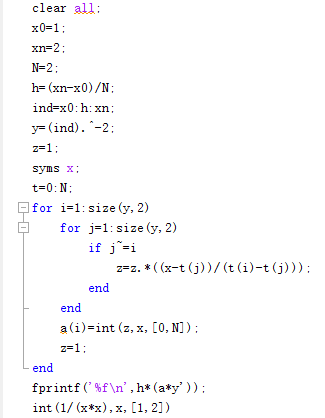 clear all;
x0=1;
xn=2;
N=2;
h=(xn-x0)/N;
ind=x0:h:xn;
y=(ind).^-2;
z=1;
syms x;
t=0:N;
for i=1:size(y,2)
for j=1:size(y,2)
if j~=i
z=z.*((x-t(j))/(t(i)-t(j)));
end
end
a(i)=int(z,x,[0,N]);
z=1;
end
fprintf('%f\n',h*(a*y'));
int(1/(x*x),x,[1,2])